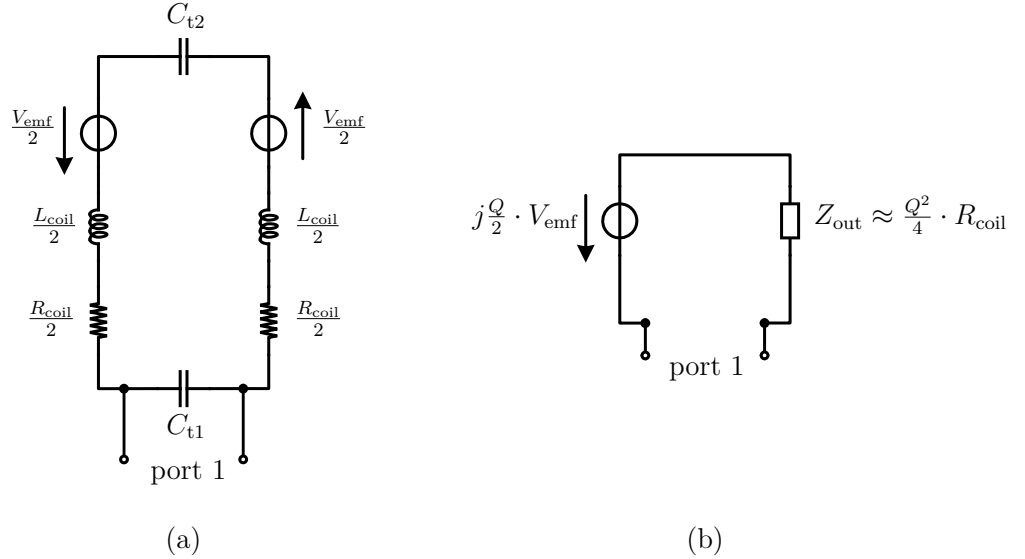 C_t2
V_emf/2
V_emf/2
L_coil/2
L_coil/2
R_coil/2
R_coil/2
C_t1
port 1
(a)
j Q/2 · V_emf
Z_out ≈ Q²/4 · R_coil
port 1
(b)